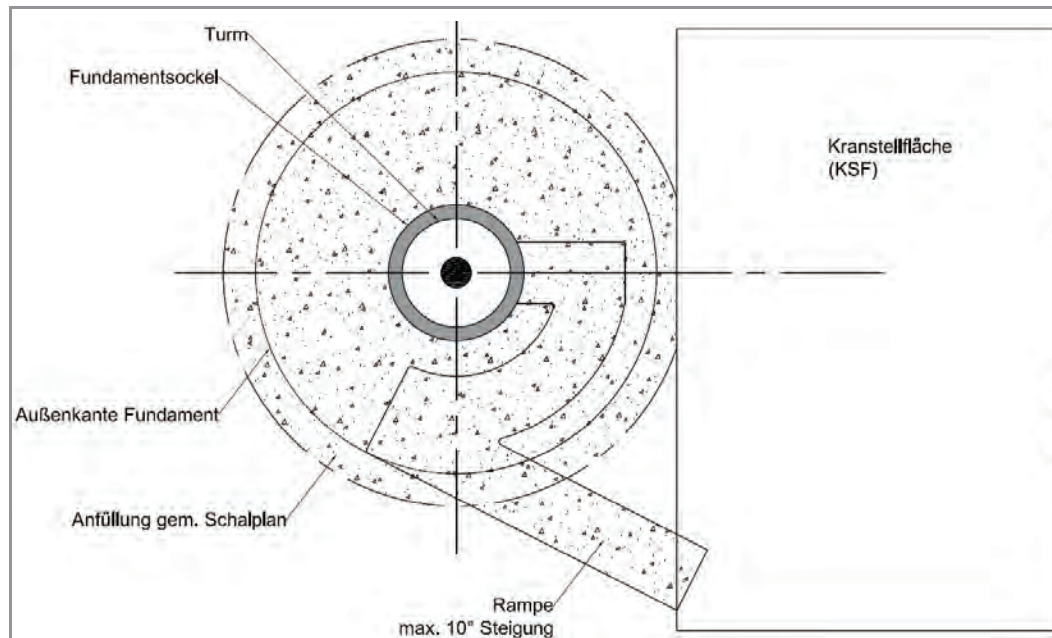 Turm
Fundamentsockel
Kranstellfläche
(KSF)
Außenkante Fundament
Anfüllung gem. Schalplan
Rampe
max. 10° Steigung